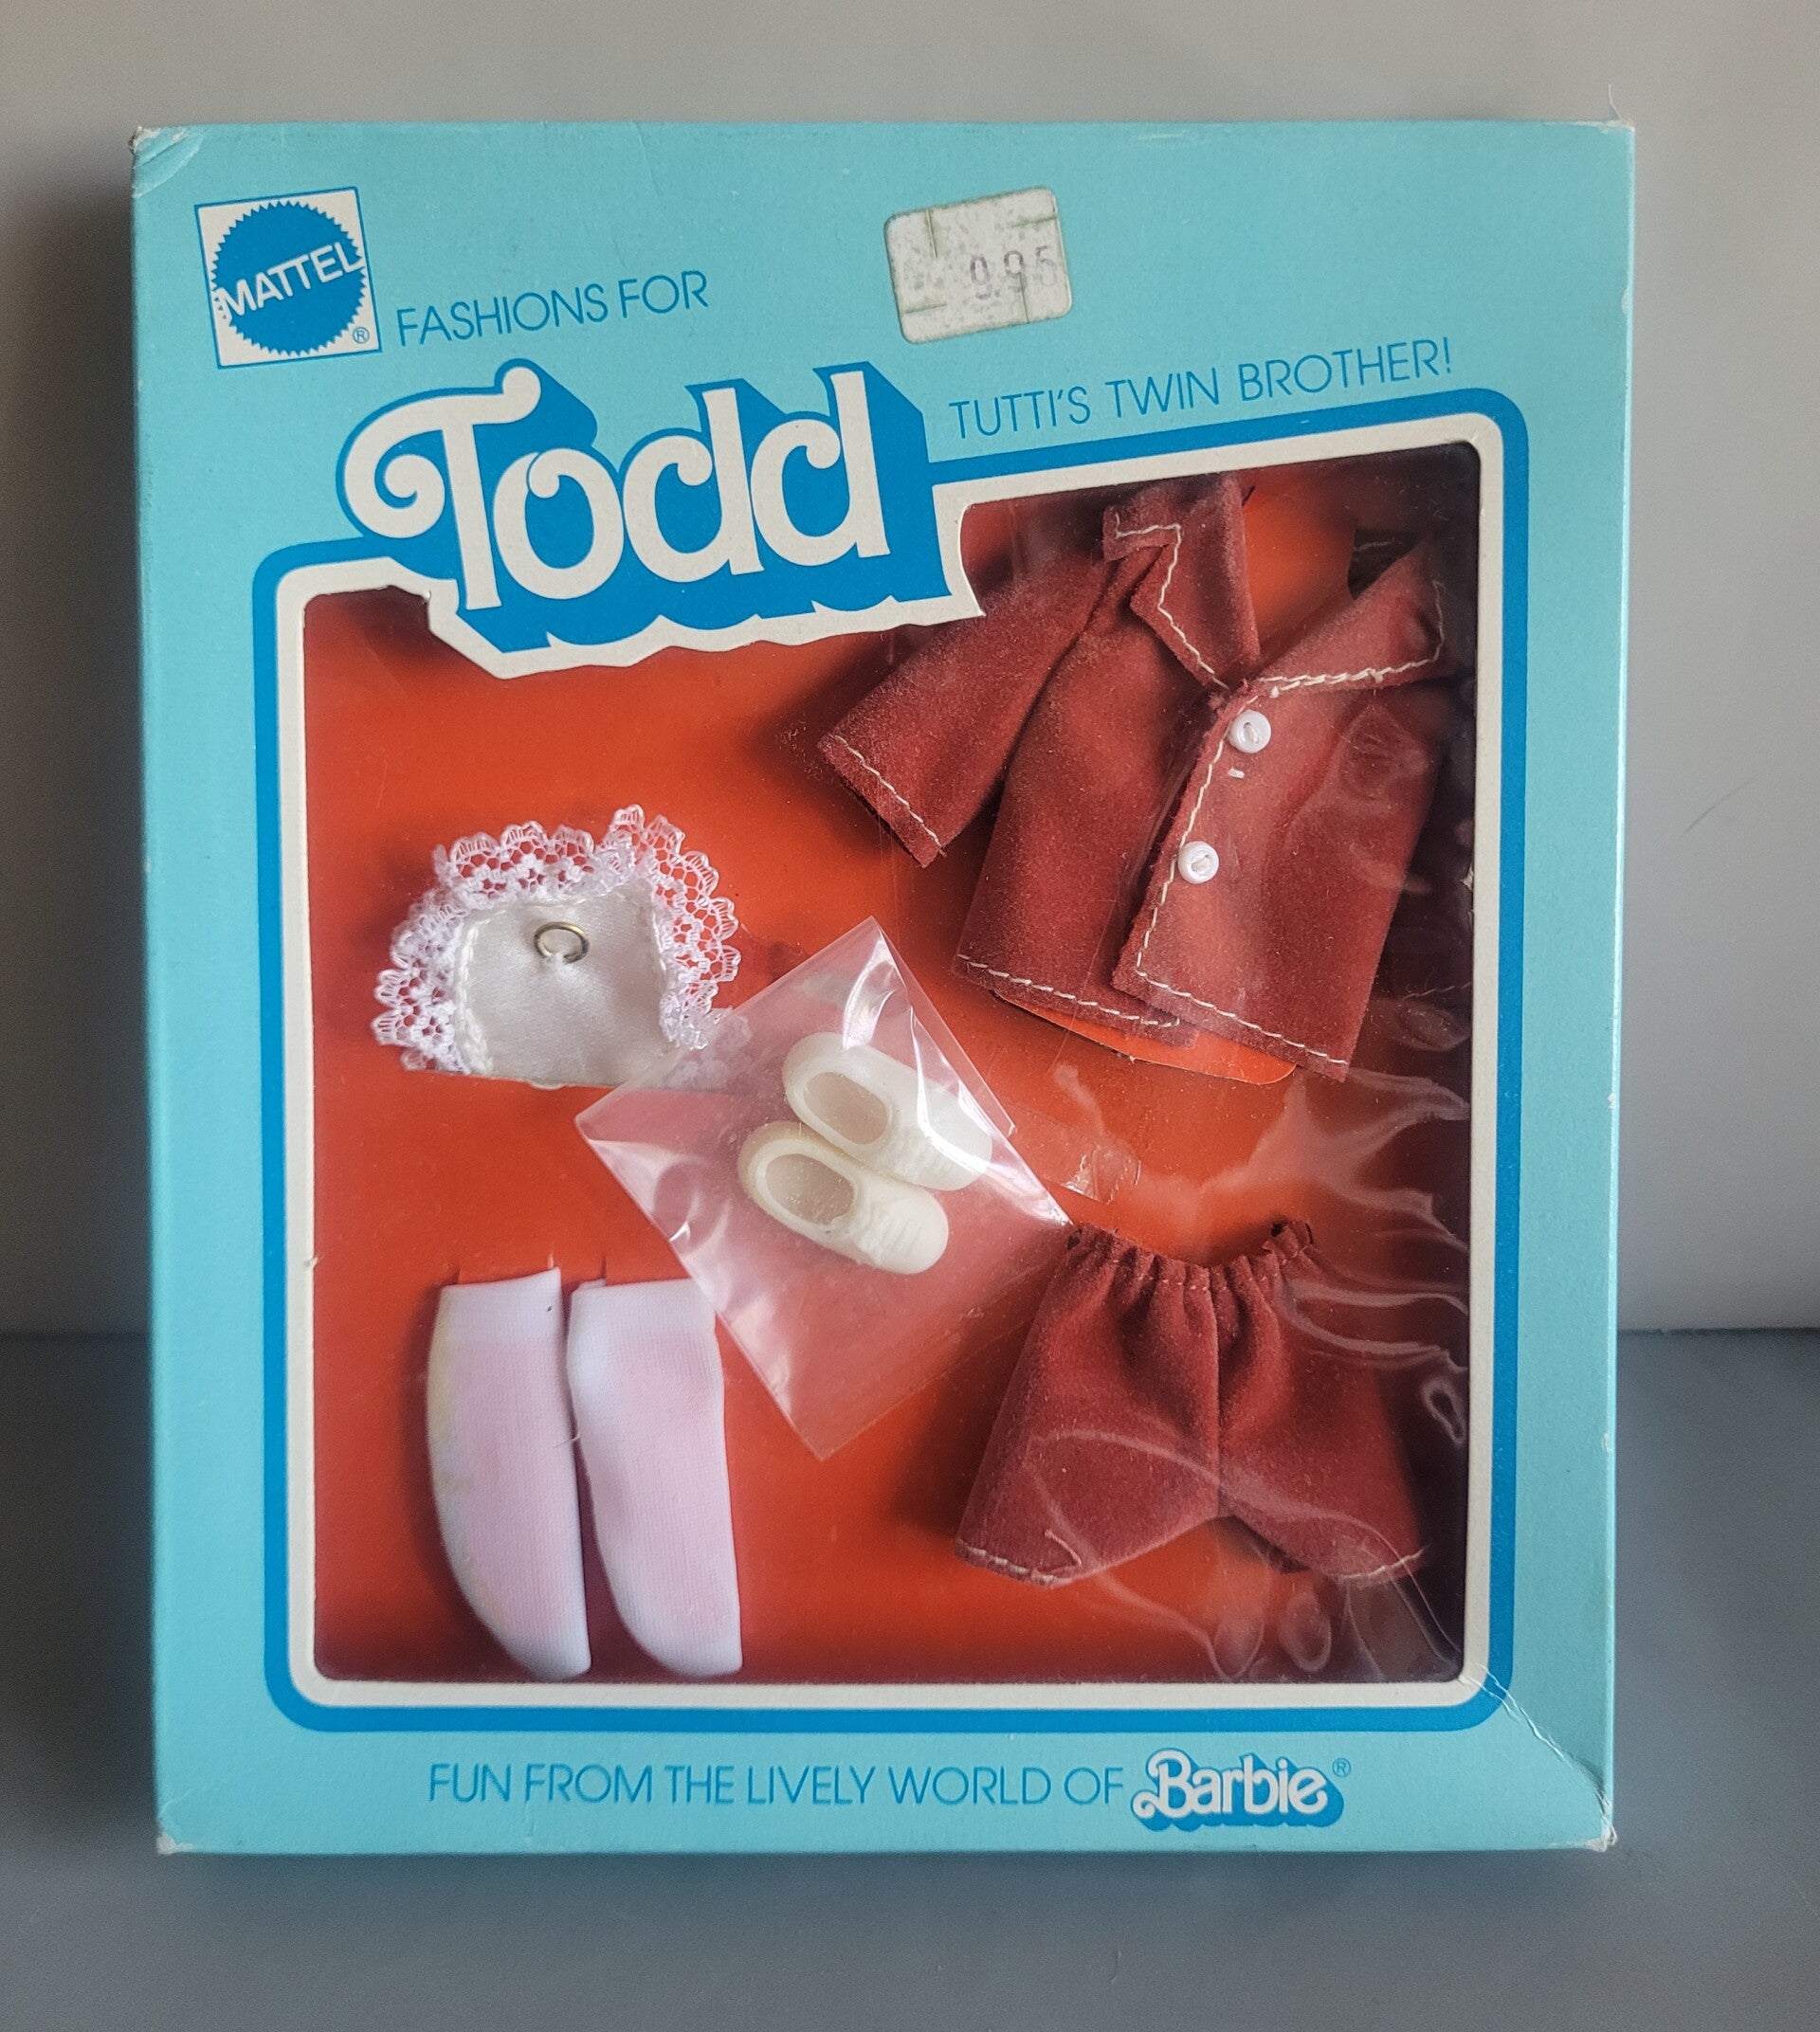 MATTEL
®
FASHIONS FOR
9.95
Todd
TUTTI'S TWIN BROTHER!
FUN FROM THE LIVELY WORLD OF Barbie®